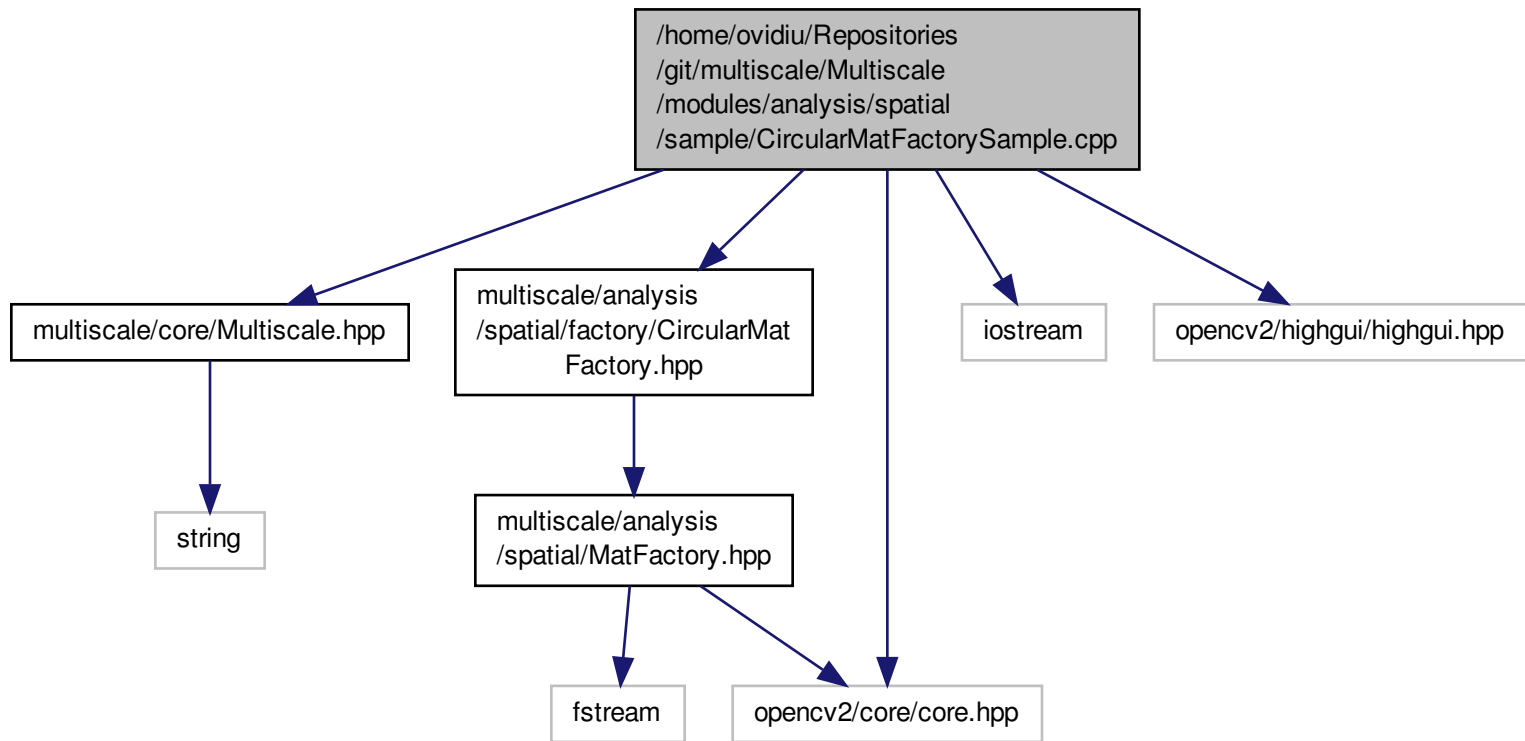 /home/ovidiu/Repositories
/git/multiscale/Multiscale
/modules/analysis/spatial
/sample/CircularMatFactorySample.cpp
multiscale/core/Multiscale.hpp
multiscale/analysis
/spatial/factory/CircularMat
Factory.hpp
iostream
opencv2/highgui/highgui.hpp
string
multiscale/analysis
/spatial/MatFactory.hpp
fstream
opencv2/core/core.hpp